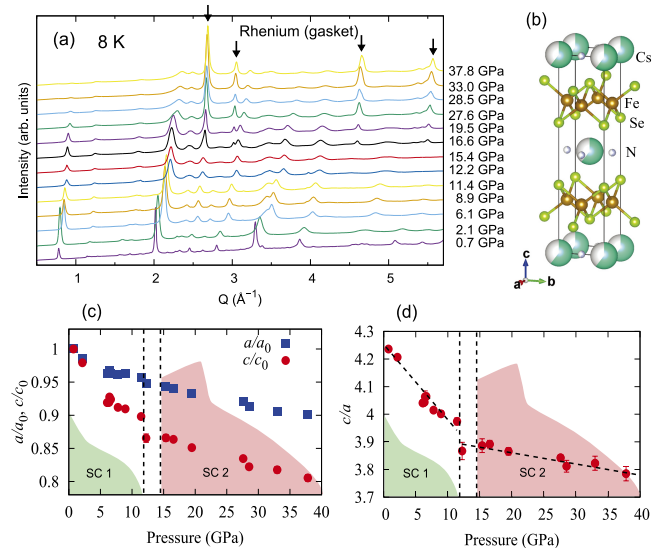 (a)
8 K
Rhenium (gasket)
37.8 GPa
33.0 GPa
28.5 GPa
27.6 GPa
19.5 GPa
16.6 GPa
15.4 GPa
12.2 GPa
11.4 GPa
8.9 GPa
6.1 GPa
2.1 GPa
0.7 GPa
Intensity (arb. units)
1 2 3 4 5
Q (Å⁻¹)
(b)
Cs
Fe
Se
N
c
a b
(c)
a/a₀
c/c₀
a/a₀, c/c₀
1
0.95
0.9
0.85
0.8
SC 1
SC 2
0 5 10 15 20 25 30 35 40
Pressure (GPa)
(d)
c/a
4.3
4.2
4.1
4
3.9
3.8
3.7
SC 1
SC 2
0 5 10 15 20 25 30 35 40
Pressure (GPa)